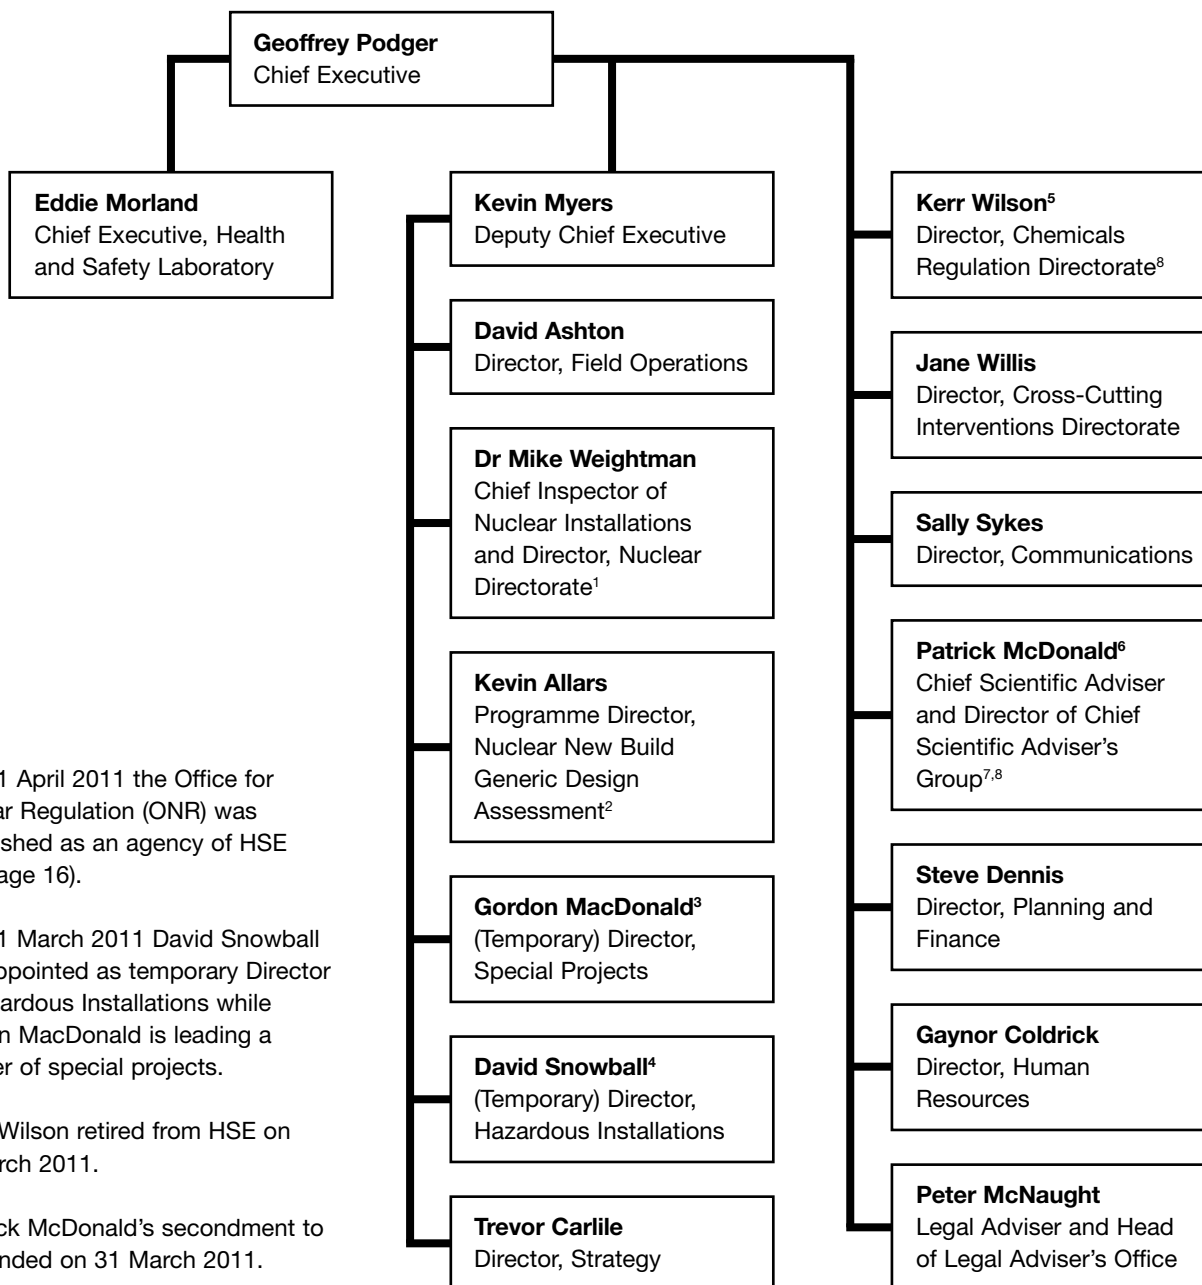 Geoffrey Podger
Chief Executive
Eddie Morland
Chief Executive, Health
and Safety Laboratory
Kevin Myers
Deputy Chief Executive
David Ashton
Director, Field Operations
Dr Mike Weightman
Chief Inspector of
Nuclear Installations
and Director, Nuclear
Directorate¹
Kevin Allars
Programme Director,
Nuclear New Build
Generic Design
Assessment²
Gordon MacDonald³
(Temporary) Director,
Special Projects
David Snowball⁴
(Temporary) Director,
Hazardous Installations
Trevor Carlile
Director, Strategy
Kerr Wilson⁵
Director, Chemicals
Regulation Directorate⁸
Jane Willis
Director, Cross-Cutting
Interventions Directorate
Sally Sykes
Director, Communications
Patrick McDonald⁶
Chief Scientific Adviser
and Director of Chief
Scientific Adviser’s
Group⁷,⁸
Steve Dennis
Director, Planning and
Finance
Gaynor Coldrick
Director, Human
Resources
Peter McNaught
Legal Adviser and Head
of Legal Adviser’s Office
1 April 2011 the Office for
ar Regulation (ONR) was
shed as an agency of HSE
age 16).
1 March 2011 David Snowball
ppointed as temporary Director
ardous Installations while
n MacDonald is leading a
er of special projects.
Wilson retired from HSE on
rch 2011.
ck McDonald’s secondment to
nded on 31 March 2011.